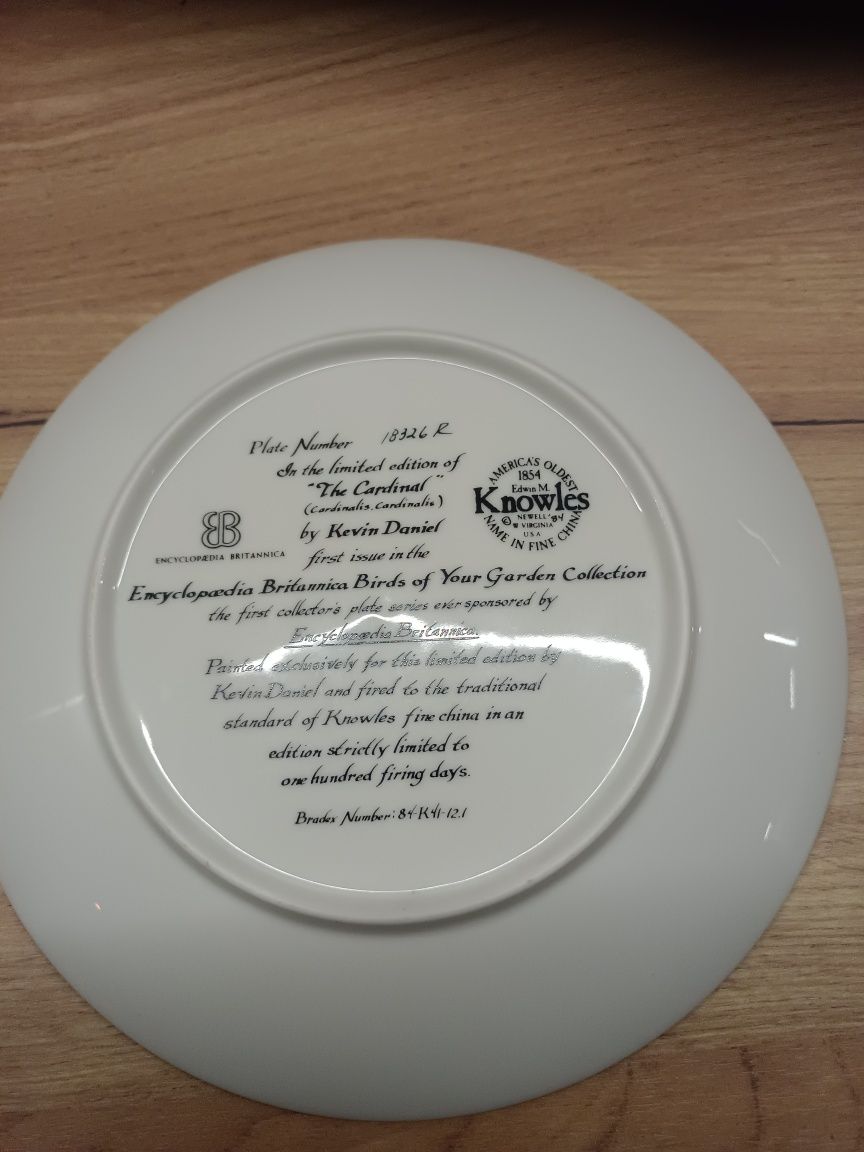 Plate Number 18326 R
In the limited edition of
"The Cardinal"
(Cardinalis, cardinalis)
by Kevin Daniel
first issue in the
Encyclopædia Britannica Birds of Your Garden Collection
the first collector's plate series ever sponsored by
Encyclopædia Britannica.
Painted exclusively for this limited edition by
Kevin Daniel and fired to the traditional
standard of Knowles fine china in an
edition strictly limited to
one hundred firing days.
Bradex Number: 84-K41-12.1
EB
ENCYCLOPÆDIA BRITANNICA
AMERICA'S OLDEST
1854
Edwin M.
Knowles
© NEWELL '84
W VIRGINIA
USA
NAME IN FINE CHINA